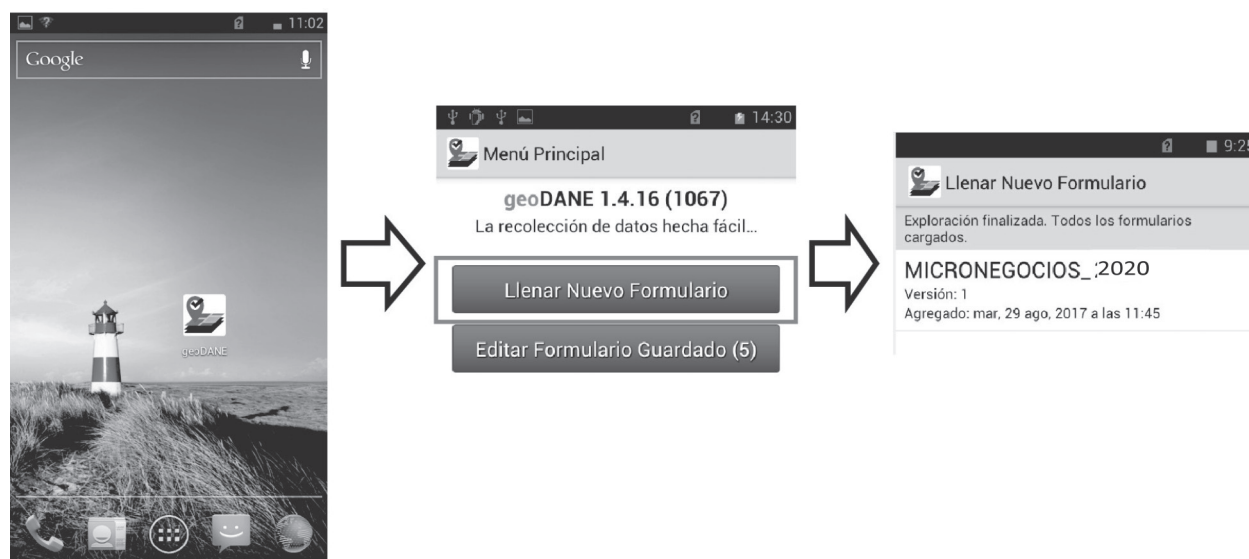 11:02
Google
geoDANE
14:30
Menú Principal
geoDANE 1.4.16 (1067)
La recolección de datos hecha fácil...
Llenar Nuevo Formulario
Editar Formulario Guardado (5)
9:25
Llenar Nuevo Formulario
Exploración finalizada. Todos los formularios
cargados.
MICRONEGOCIOS_ 2020
Versión: 1
Agregado: mar, 29 ago, 2017 a las 11:45